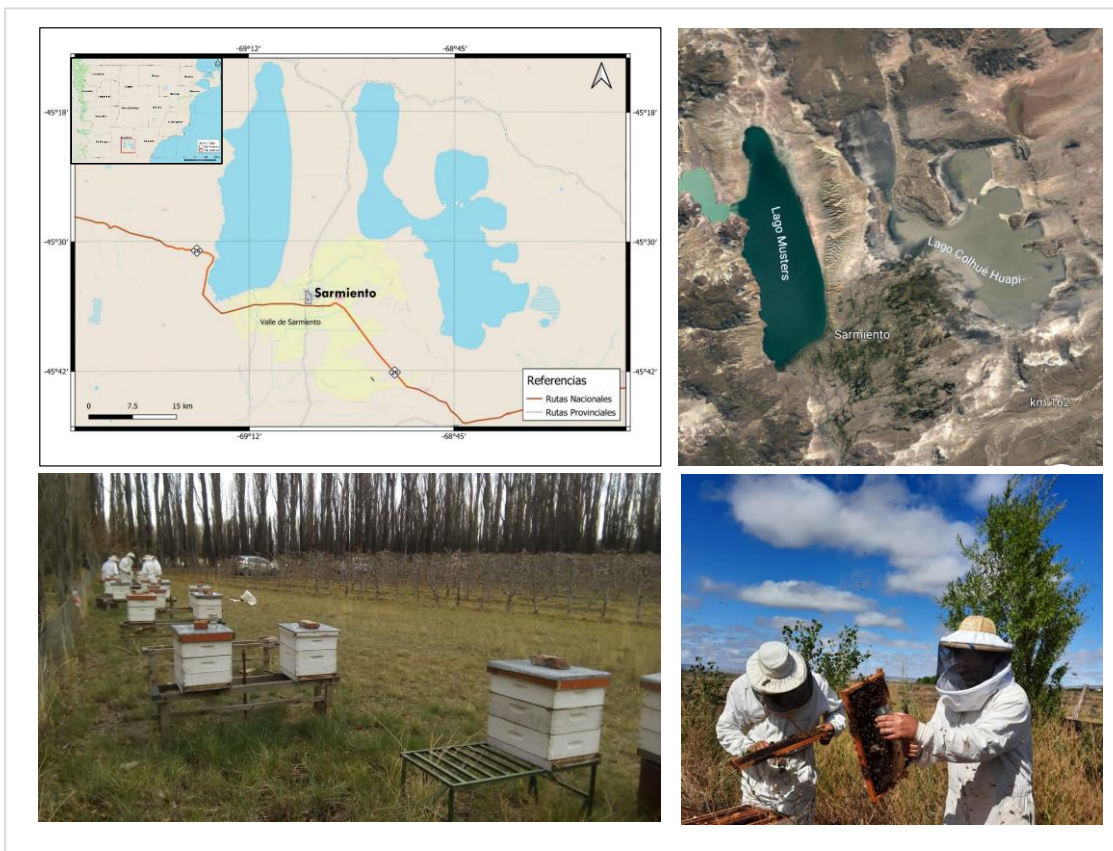 -69°12'
-68°45'
-45°18'
-45°18'
-45°30'
-45°30'
26
Sarmiento
Valle de Sarmiento
-45°42'
-45°42'
26
Referencias
Rutas Nacionales
Rutas Provinciales
0 7.5 15 km
-69°12'
-68°45'
Lago Musters
Lago Colhué Huapi
Sarmiento
km 162